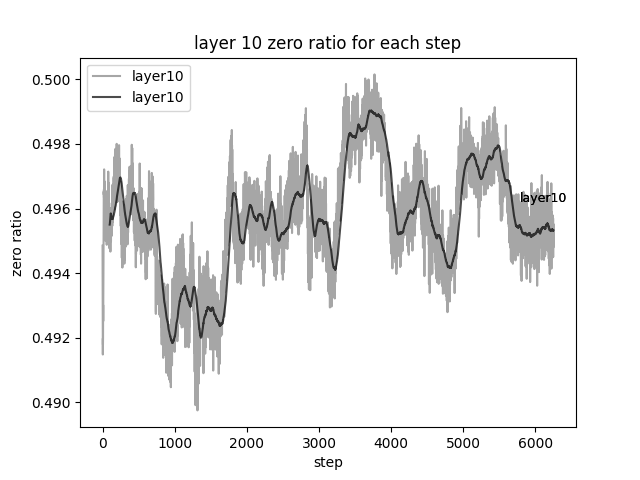 layer 10 zero ratio for each step
layer10
layer10
0.500
0.498
0.496
0.494
0.492
0.490
zero ratio
layer10
0 1000 2000 3000 4000 5000 6000
step